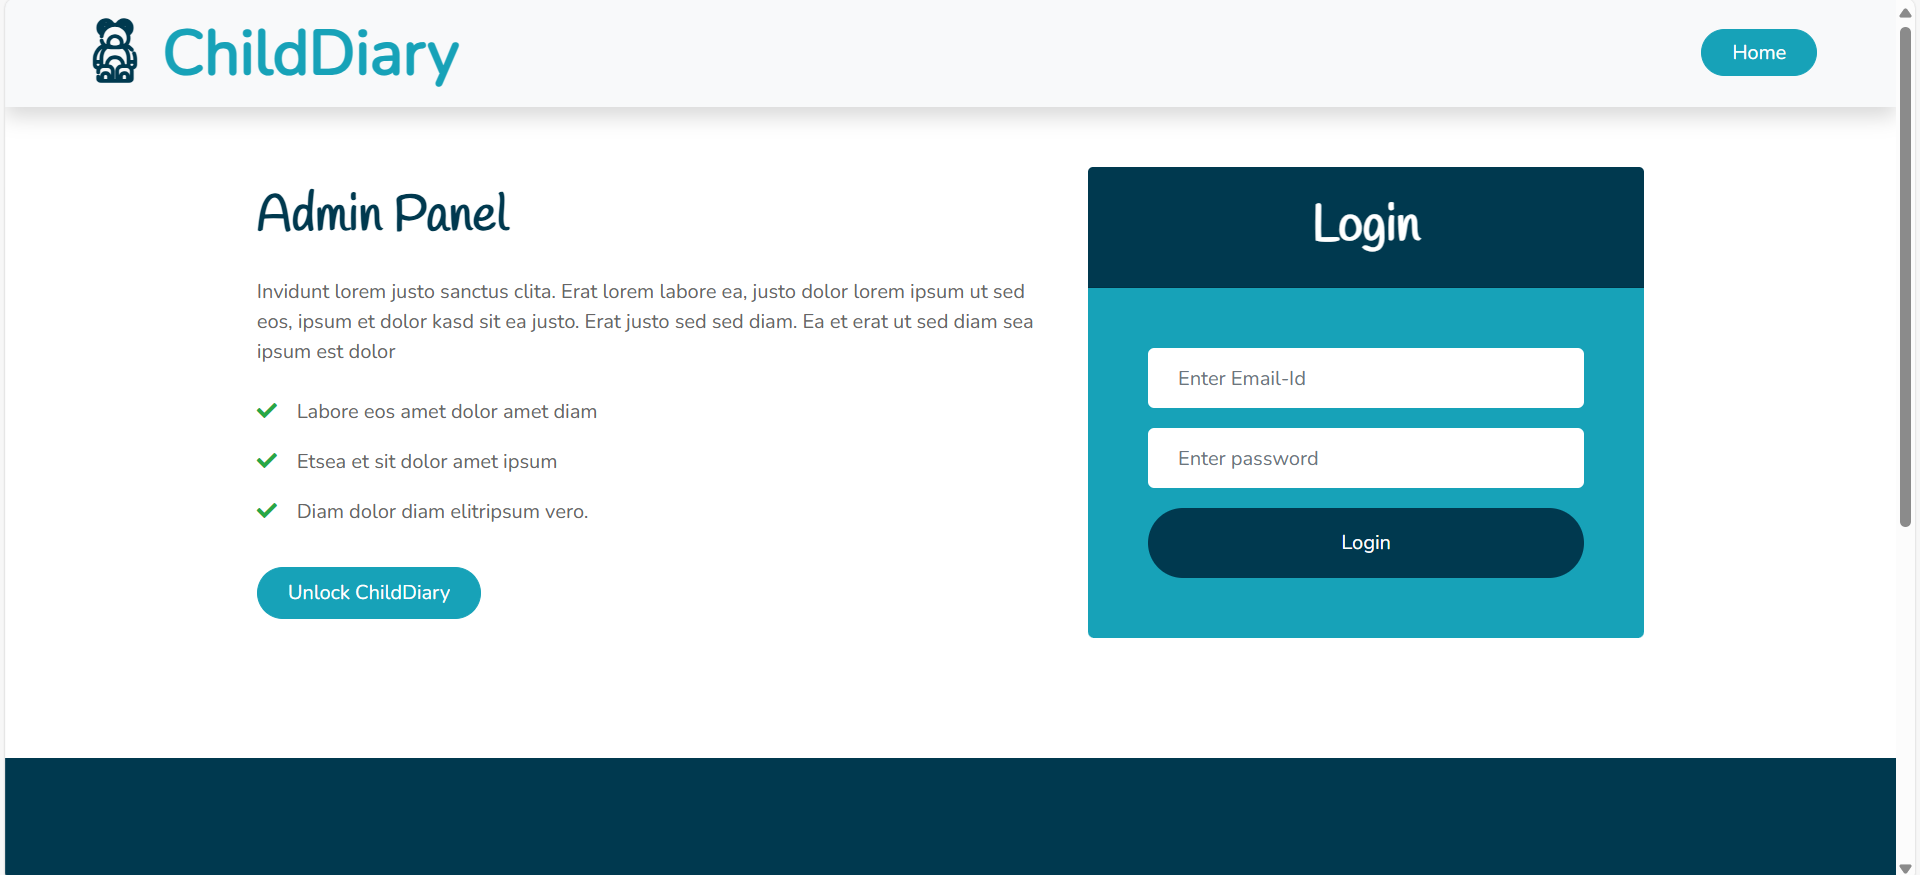 ChildDiary
Home
Admin Panel
Invidunt lorem justo sanctus clita. Erat lorem labore ea, justo dolor lorem ipsum ut sed
eos, ipsum et dolor kasd sit ea justo. Erat justo sed sed diam. Ea et erat ut sed diam sea
ipsum est dolor
Labore eos amet dolor amet diam
Etsea et sit dolor amet ipsum
Diam dolor diam elitripsum vero.
Unlock ChildDiary
Login
Enter Email-Id
Enter password
Login